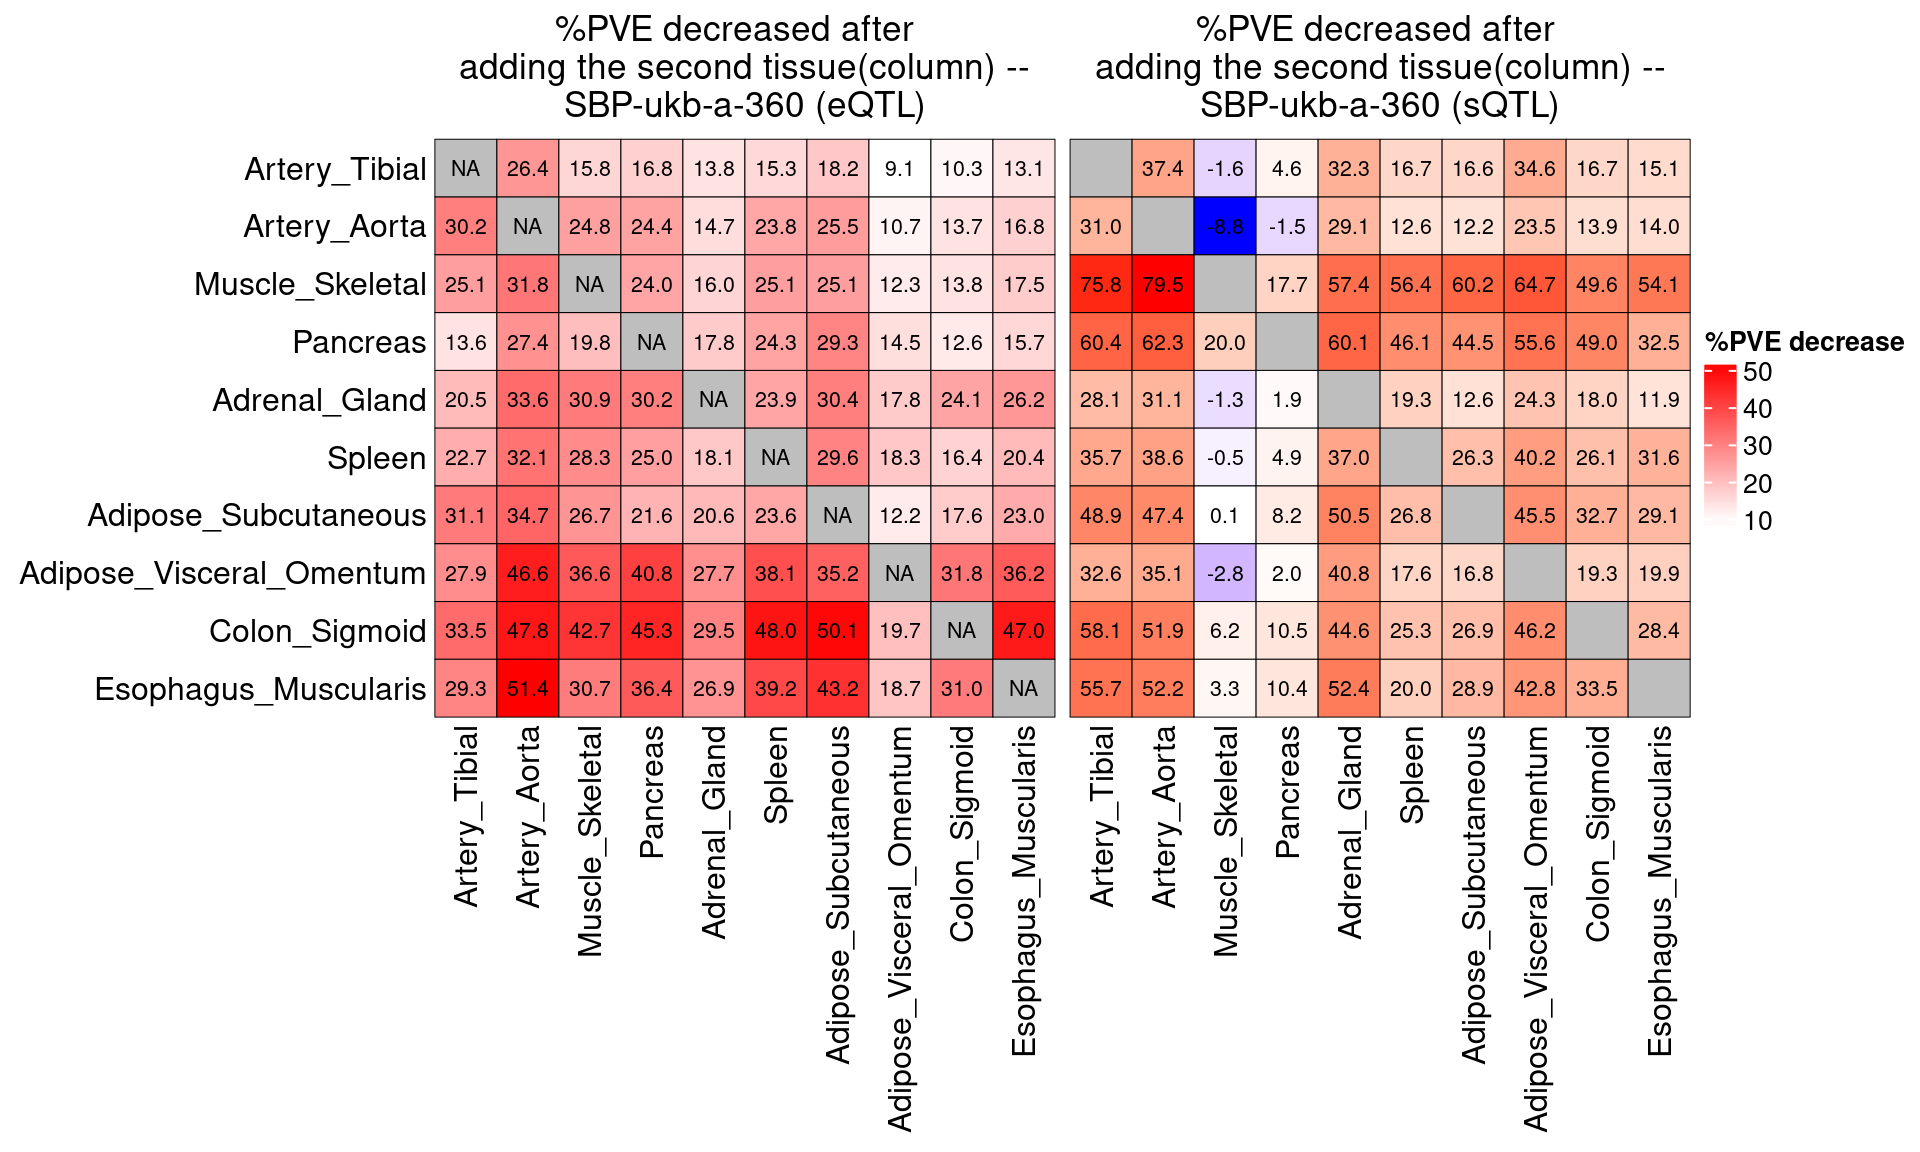 %PVE decreased after
adding the second tissue(column) --
SBP-ukb-a-360 (eQTL)
%PVE decreased after
adding the second tissue(column) --
SBP-ukb-a-360 (sQTL)
Artery_Tibial NA 26.4 15.8 16.8 13.8 15.3 18.2 9.1 10.3 13.1 37.4 -1.6 4.6 32.3 16.7 16.6 34.6 16.7 15.1
Artery_Aorta 30.2 NA 24.8 24.4 14.7 23.8 25.5 10.7 13.7 16.8 31.0 -8.8 -1.5 29.1 12.6 12.2 23.5 13.9 14.0
Muscle_Skeletal 25.1 31.8 NA 24.0 16.0 25.1 25.1 12.3 13.8 17.5 75.8 79.5 17.7 57.4 56.4 60.2 64.7 49.6 54.1
Pancreas 13.6 27.4 19.8 NA 17.8 24.3 29.3 14.5 12.6 15.7 60.4 62.3 20.0 60.1 46.1 44.5 55.6 49.0 32.5
Adrenal_Gland 20.5 33.6 30.9 30.2 NA 23.9 30.4 17.8 24.1 26.2 28.1 31.1 -1.3 1.9 19.3 12.6 24.3 18.0 11.9
Spleen 22.7 32.1 28.3 25.0 18.1 NA 29.6 18.3 16.4 20.4 35.7 38.6 -0.5 4.9 37.0 26.3 40.2 26.1 31.6
Adipose_Subcutaneous 31.1 34.7 26.7 21.6 20.6 23.6 NA 12.2 17.6 23.0 48.9 47.4 0.1 8.2 50.5 26.8 45.5 32.7 29.1
Adipose_Visceral_Omentum 27.9 46.6 36.6 40.8 27.7 38.1 35.2 NA 31.8 36.2 32.6 35.1 -2.8 2.0 40.8 17.6 16.8 19.3 19.9
Colon_Sigmoid 33.5 47.8 42.7 45.3 29.5 48.0 50.1 19.7 NA 47.0 58.1 51.9 6.2 10.5 44.6 25.3 26.9 46.2 28.4
Esophagus_Muscularis 29.3 51.4 30.7 36.4 26.9 39.2 43.2 18.7 31.0 NA 55.7 52.2 3.3 10.4 52.4 20.0 28.9 42.8 33.5
Artery_Tibial
Artery_Aorta
Muscle_Skeletal
Pancreas
Adrenal_Gland
Spleen
Adipose_Subcutaneous
Adipose_Visceral_Omentum
Colon_Sigmoid
Esophagus_Muscularis
Artery_Tibial
Artery_Aorta
Muscle_Skeletal
Pancreas
Adrenal_Gland
Spleen
Adipose_Subcutaneous
Adipose_Visceral_Omentum
Colon_Sigmoid
Esophagus_Muscularis
%PVE decrease
50
40
30
20
10